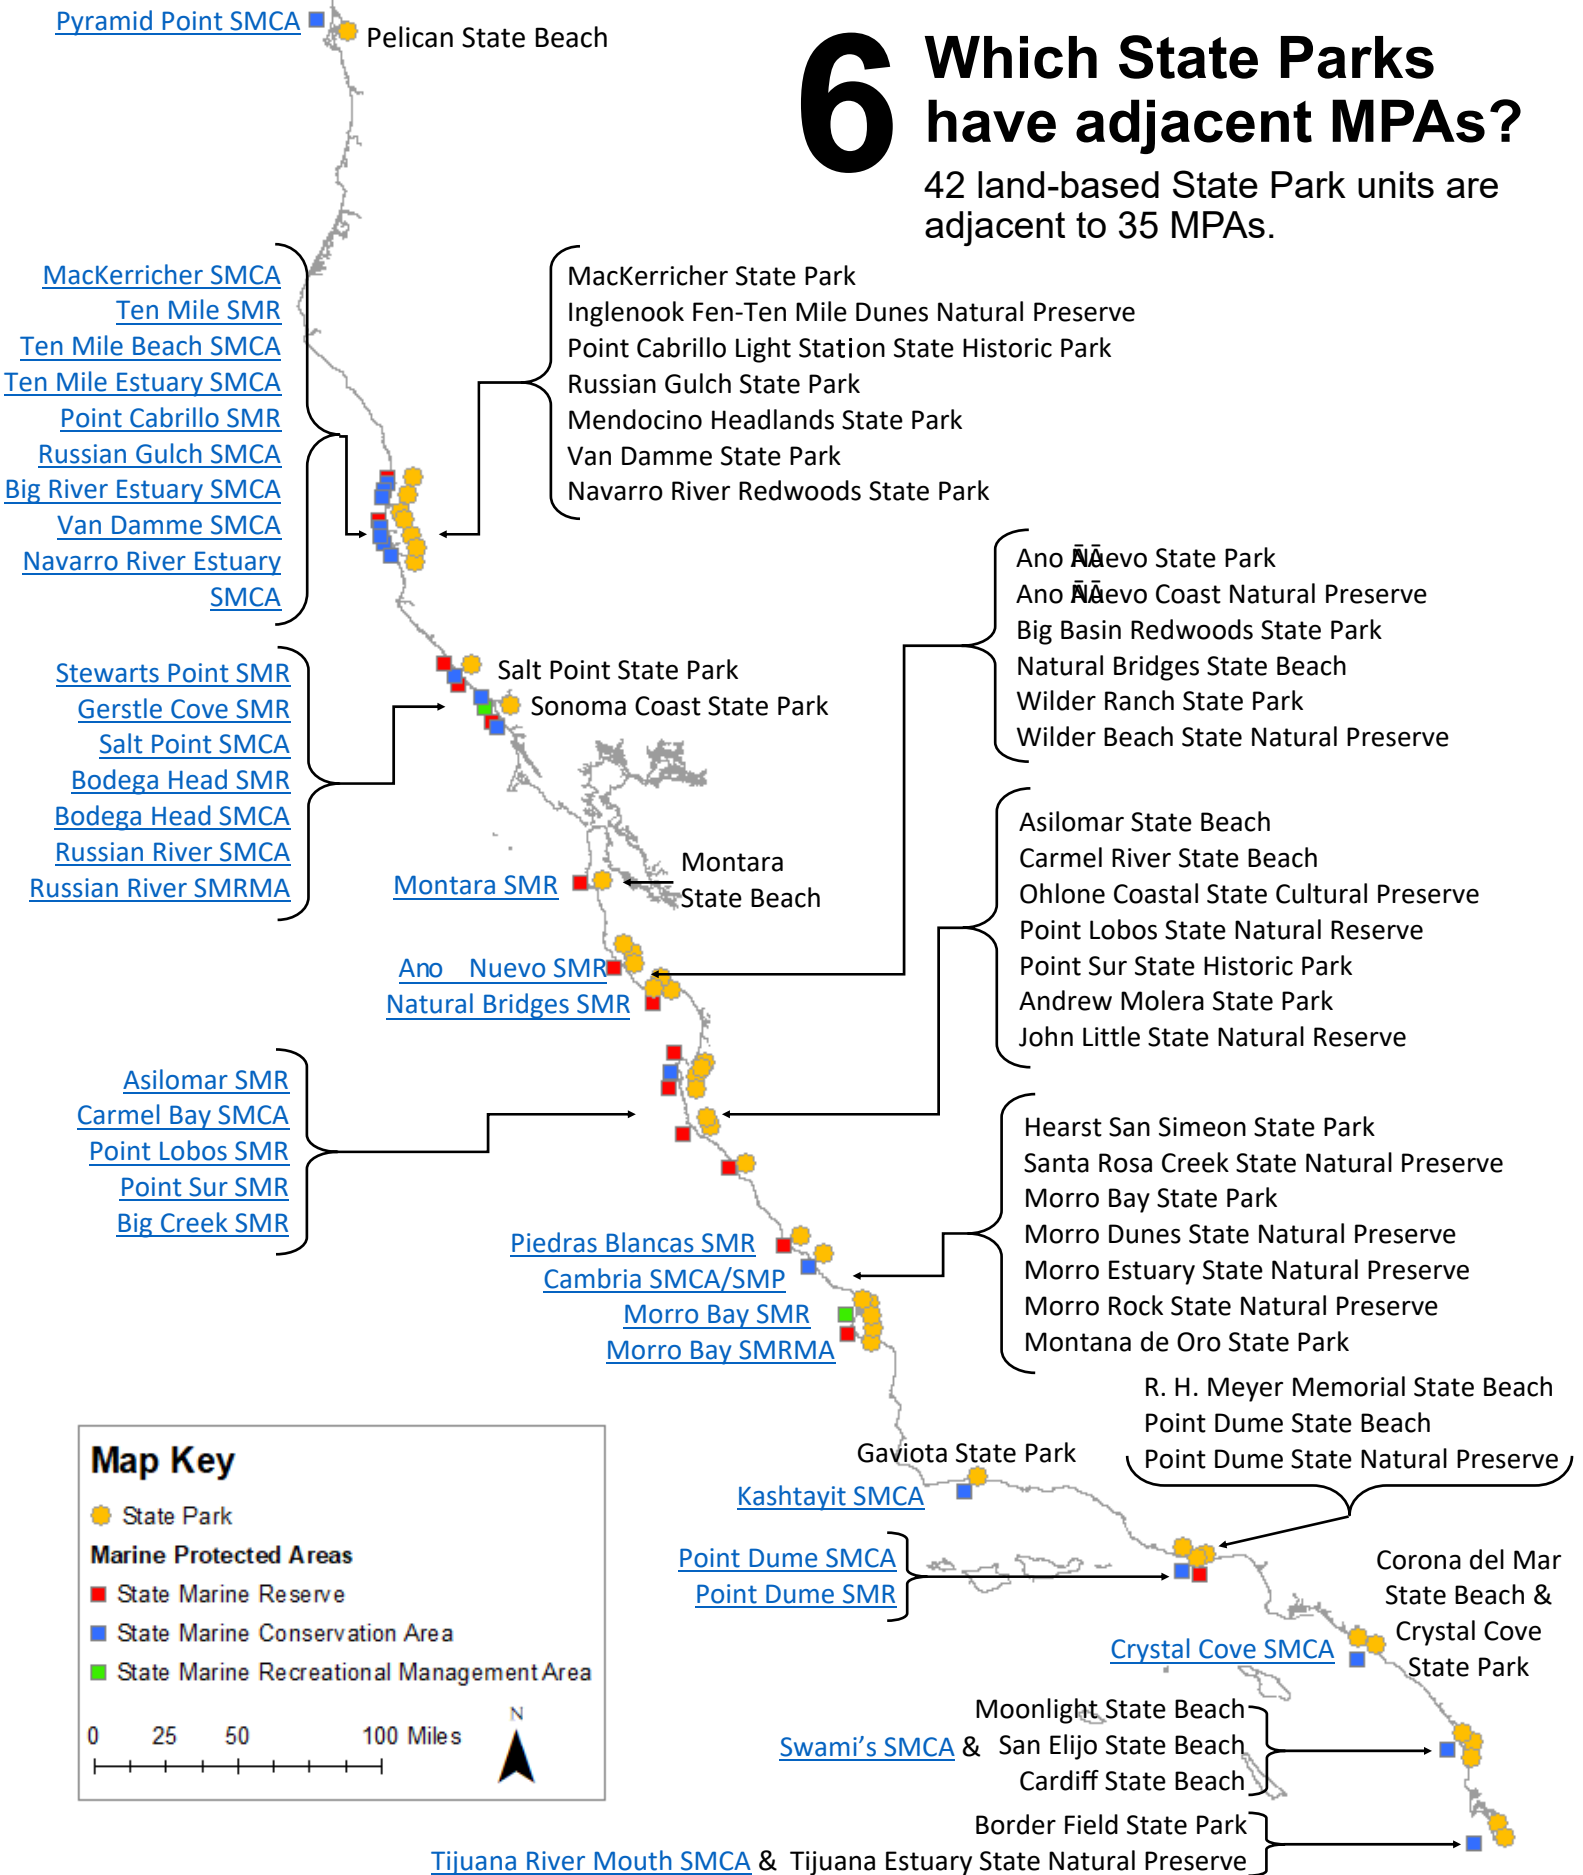 Pyramid Point SMCA
Pelican State Beach
6
Which State Parks
have adjacent MPAs?
42 land-based State Park units are
adjacent to 35 MPAs.
MacKerricher SMCA
Ten Mile SMR
Ten Mile Beach SMCA
Ten Mile Estuary SMCA
Point Cabrillo SMR
Russian Gulch SMCA
Big River Estuary SMCA
Van Damme SMCA
Navarro River Estuary
SMCA
MacKerricher State Park
Inglenook Fen-Ten Mile Dunes Natural Preserve
Point Cabrillo Light Station State Historic Park
Russian Gulch State Park
Mendocino Headlands State Park
Van Damme State Park
Navarro River Redwoods State Park
Ano Nuevo State Park
Ano Nuevo Coast Natural Preserve
Big Basin Redwoods State Park
Natural Bridges State Beach
Wilder Ranch State Park
Wilder Beach State Natural Preserve
Stewarts Point SMR
Gerstle Cove SMR
Salt Point SMCA
Bodega Head SMR
Bodega Head SMCA
Russian River SMCA
Russian River SMRMA
Salt Point State Park
Sonoma Coast State Park
Montara SMR
Montara
State Beach
Ano Nuevo SMR
Natural Bridges SMR
Asilomar State Beach
Carmel River State Beach
Ohlone Coastal State Cultural Preserve
Point Lobos State Natural Reserve
Point Sur State Historic Park
Andrew Molera State Park
John Little State Natural Reserve
Asilomar SMR
Carmel Bay SMCA
Point Lobos SMR
Point Sur SMR
Big Creek SMR
Hearst San Simeon State Park
Santa Rosa Creek State Natural Preserve
Morro Bay State Park
Morro Dunes State Natural Preserve
Morro Estuary State Natural Preserve
Morro Rock State Natural Preserve
Montana de Oro State Park
Piedras Blancas SMR
Cambria SMCA/SMP
Morro Bay SMR
Morro Bay SMRMA
R. H. Meyer Memorial State Beach
Point Dume State Beach
Point Dume State Natural Preserve
Gaviota State Park
Kashtayit SMCA
Point Dume SMCA
Point Dume SMR
Corona del Mar
State Beach &
Crystal Cove
State Park
Crystal Cove SMCA
Moonlight State Beach
Swami's SMCA & San Elijo State Beach
Cardiff State Beach
Border Field State Park
Tijuana River Mouth SMCA & Tijuana Estuary State Natural Preserve
Map Key
State Park
Marine Protected Areas
State Marine Reserve
State Marine Conservation Area
State Marine Recreational Management Area
0 25 50 100 Miles
N